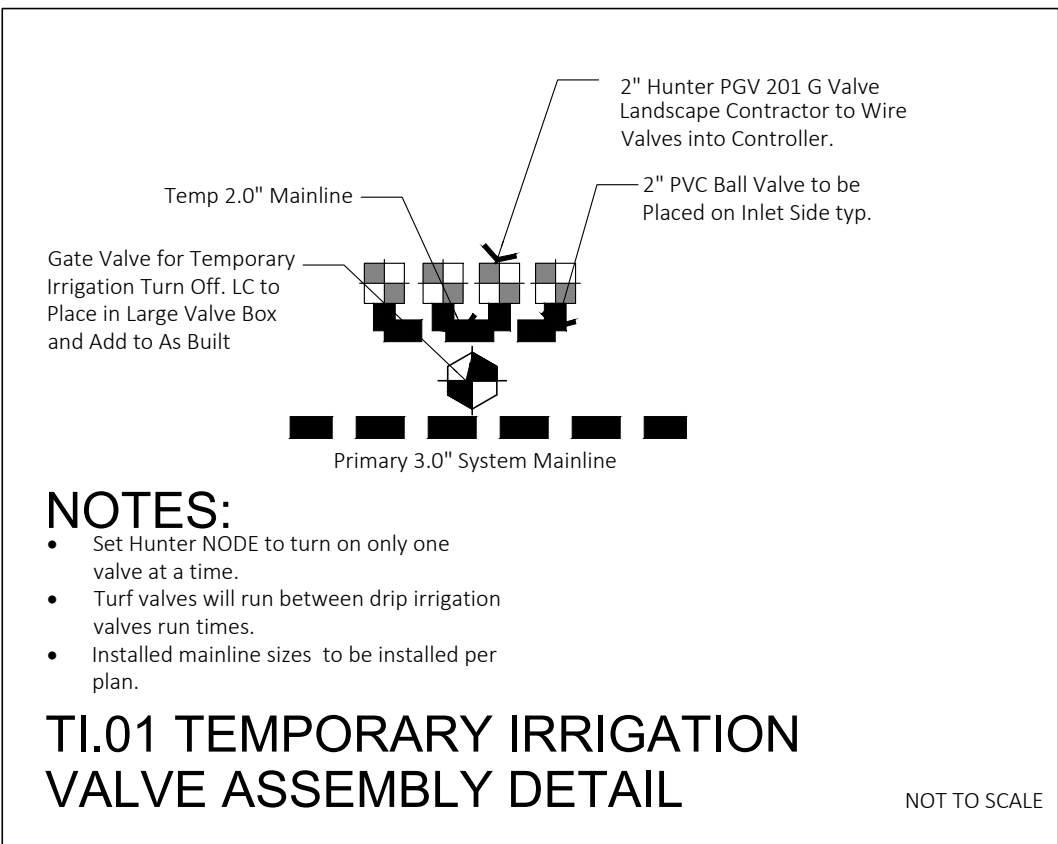 2" Hunter PGV 201 G Valve
Landscape Contractor to Wire
Valves into Controller.
Temp 2.0" Mainline
2" PVC Ball Valve to be
Placed on Inlet Side typ.
Gate Valve for Temporary
Irrigation Turn Off. LC to
Place in Large Valve Box
and Add to As Built
Primary 3.0" System Mainline
NOTES:
• Set Hunter NODE to turn on only one
valve at a time.
• Turf valves will run between drip irrigation
valves run times.
• Installed mainline sizes to be installed per
plan.
TI.01 TEMPORARY IRRIGATION
VALVE ASSEMBLY DETAIL
NOT TO SCALE